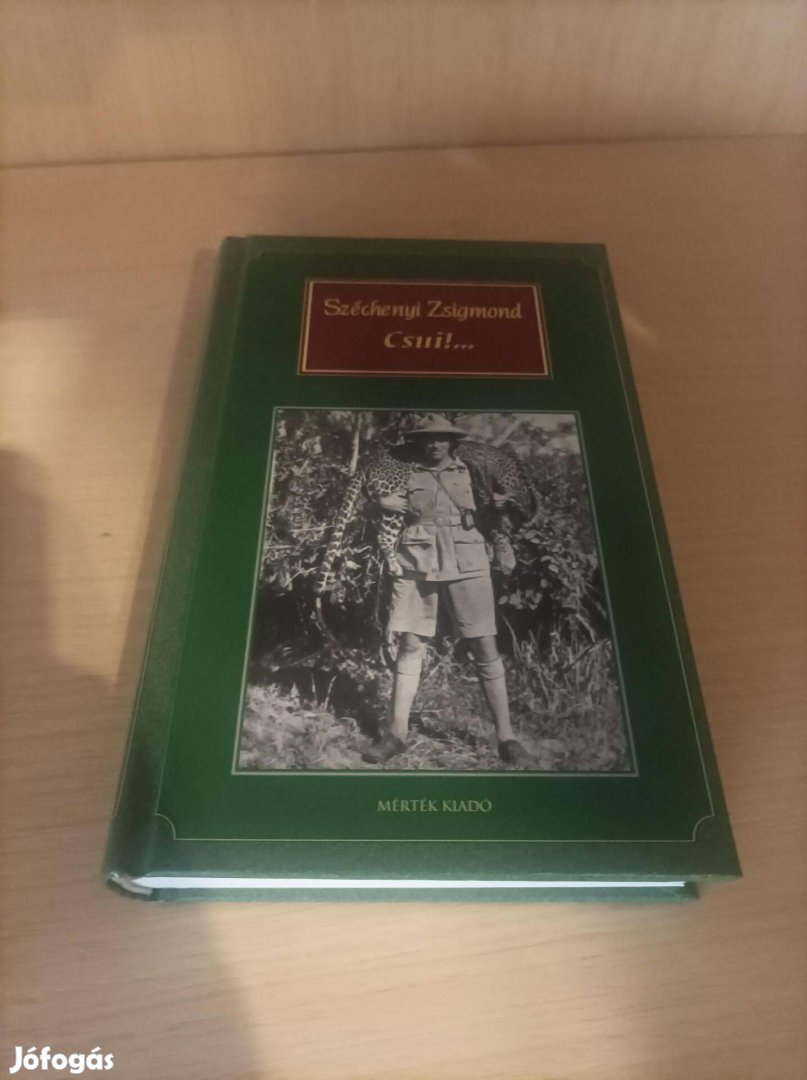 Széchenyi Zsigmond
Csui!...
MÉRTÉK KIADÓ
Jófogás